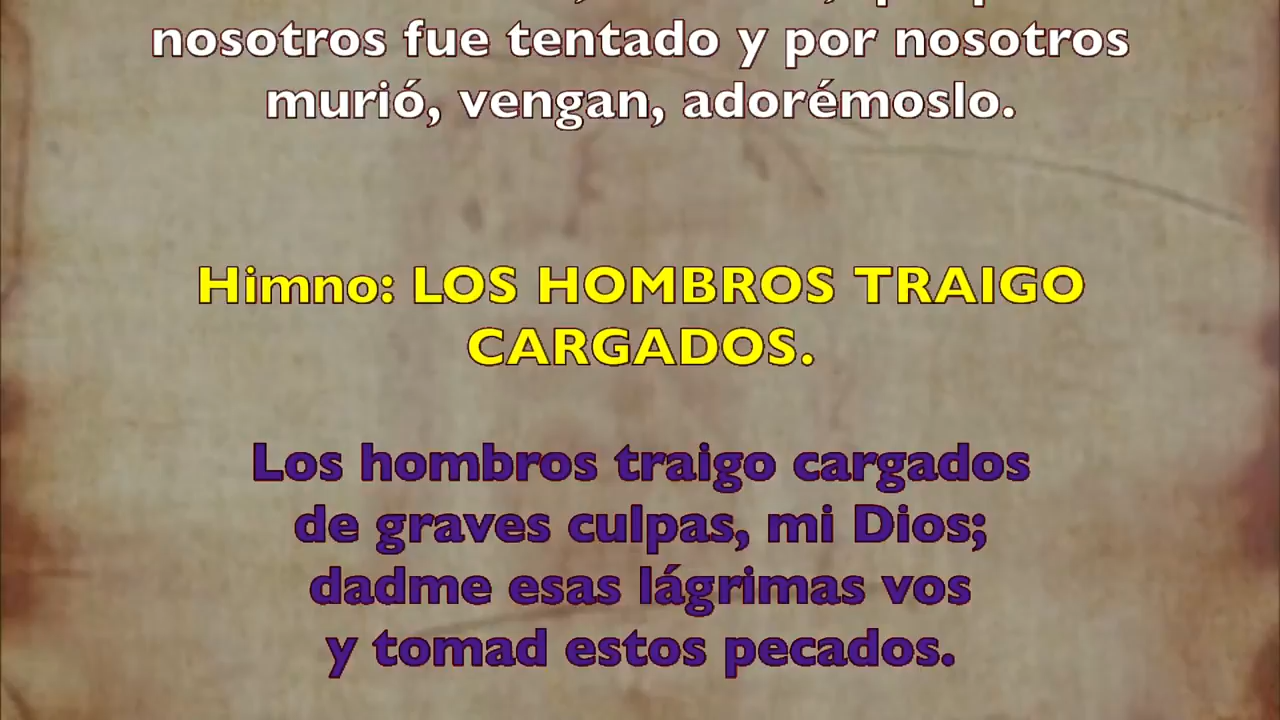 nosotros fue tentado y por nosotros
murió, vengan, adorémoslo.
Himno: LOS HOMBROS TRAIGO
CARGADOS.
Los hombros traigo cargados
de graves culpas, mi Dios;
dadme esas lágrimas vos
y tomad estos pecados.